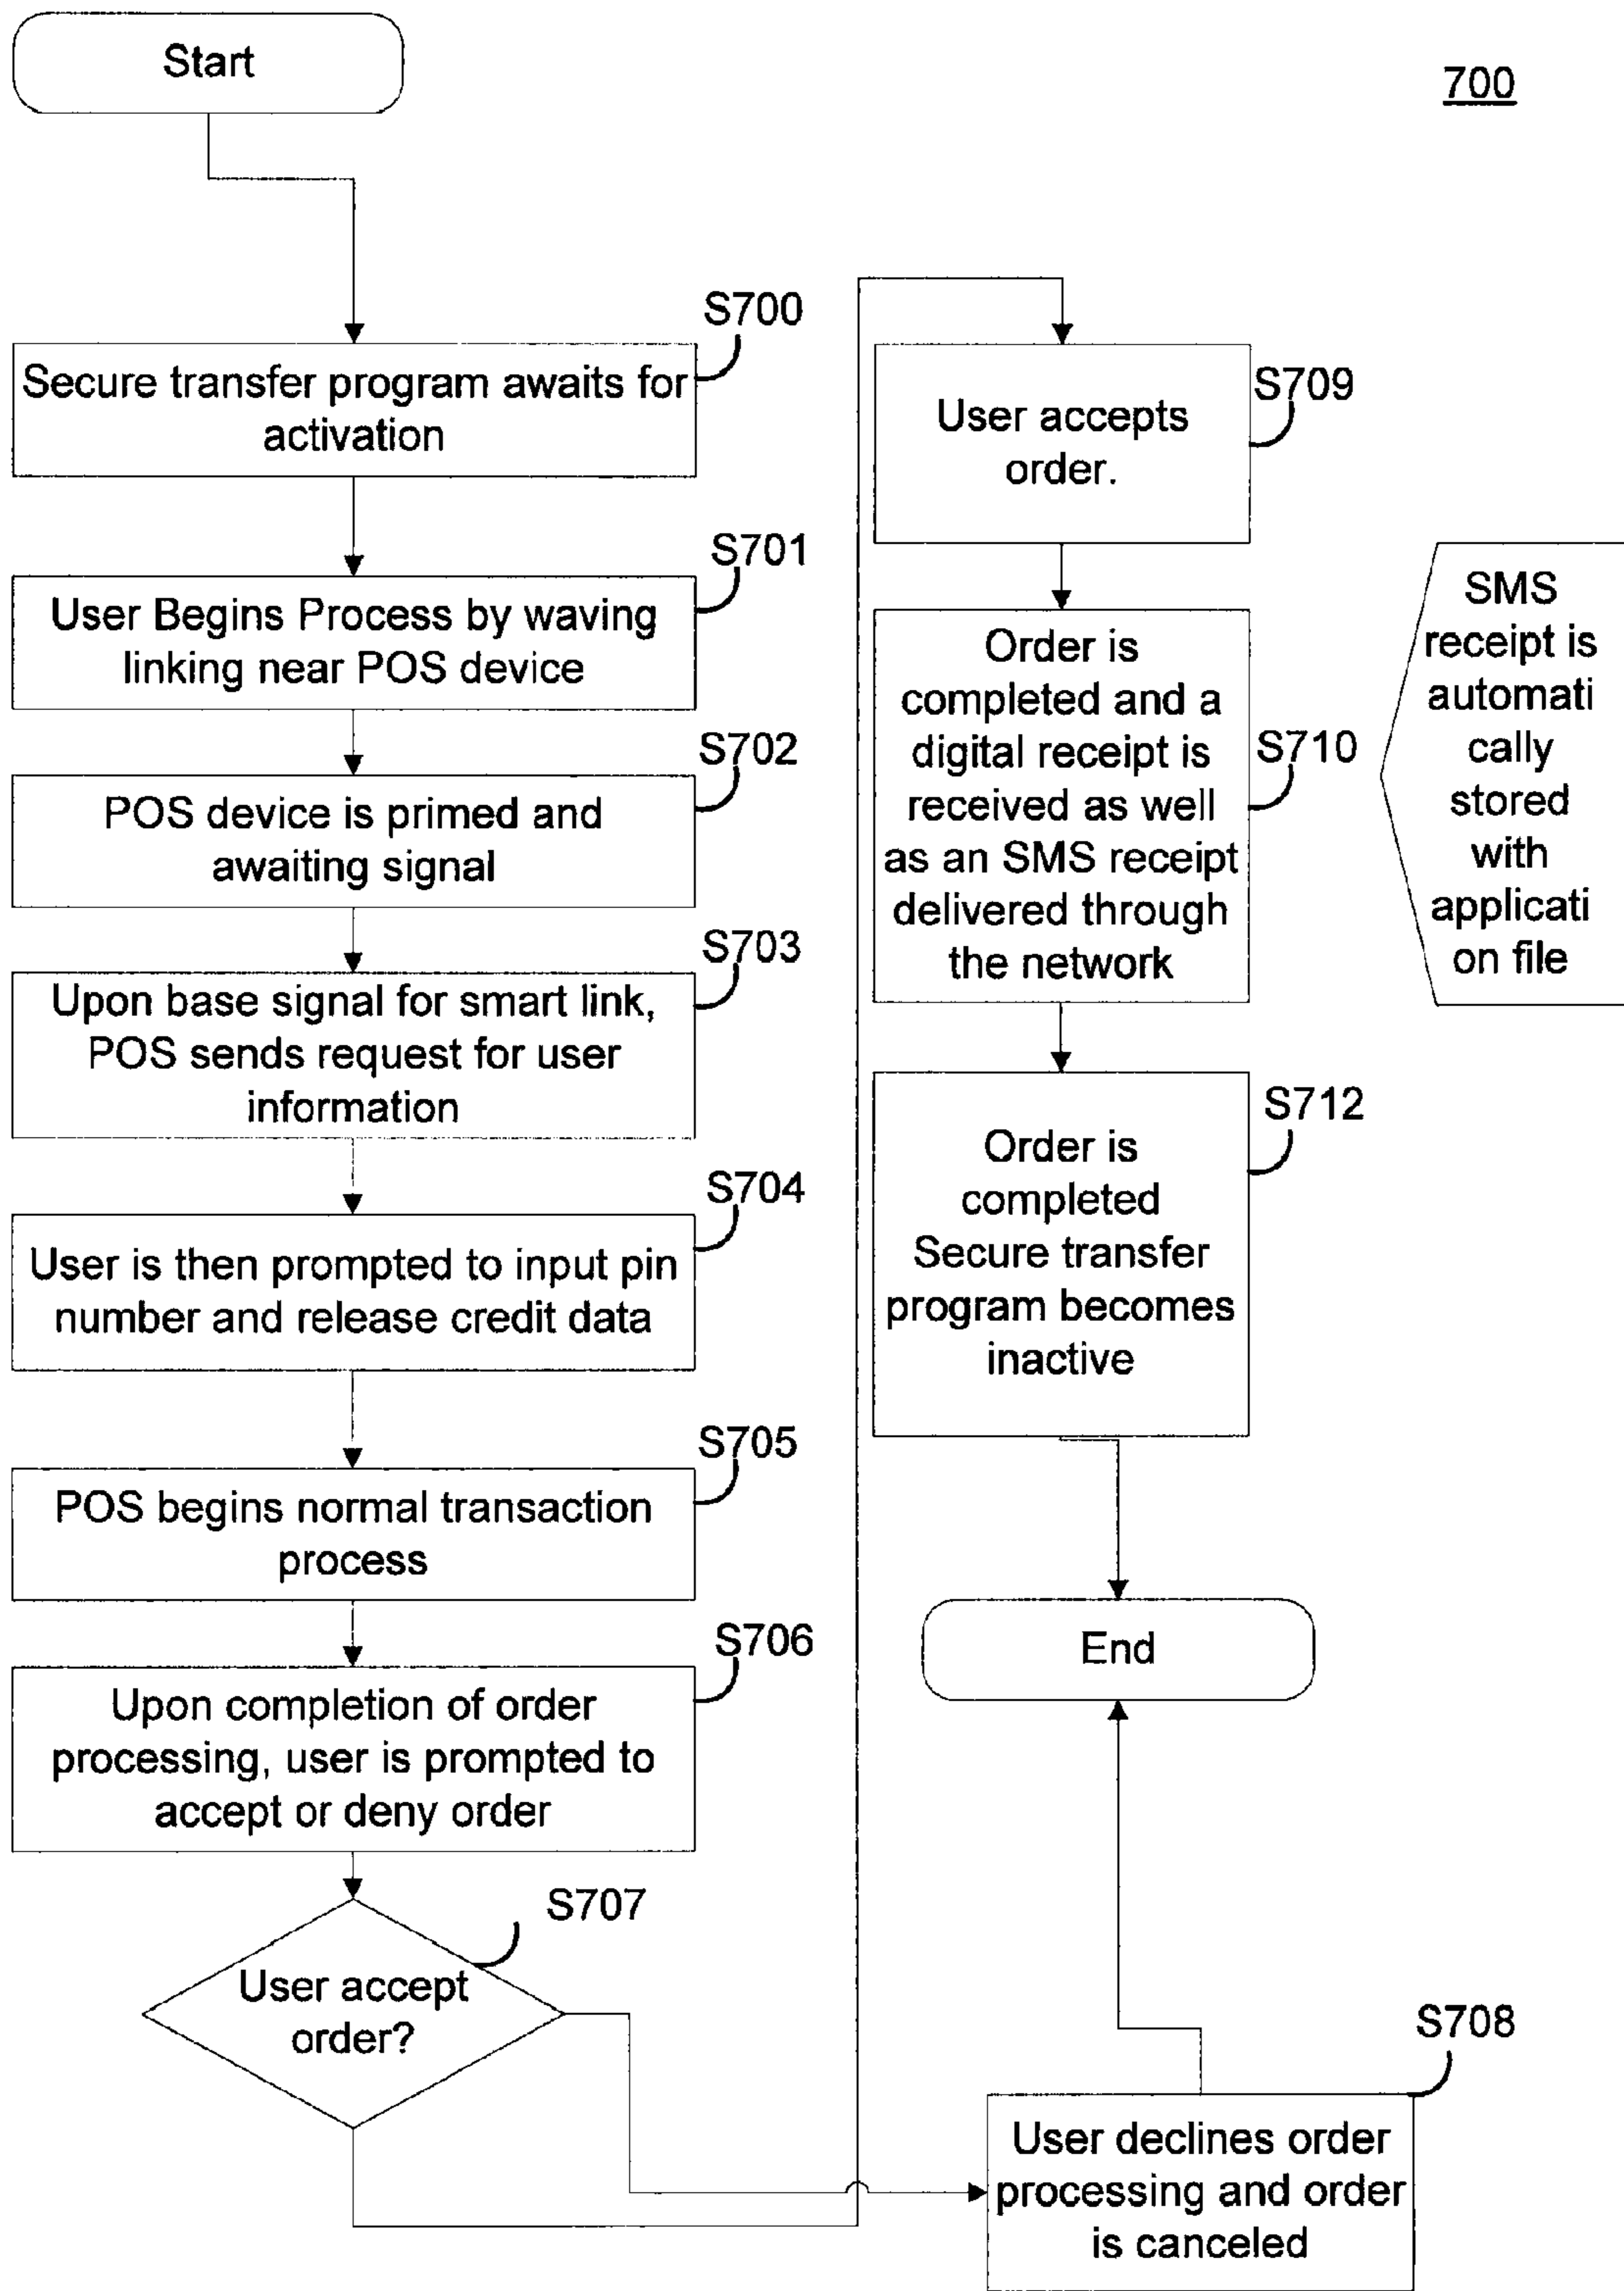 Start
700
S700
Secure transfer program awaits for
activation
S701
User Begins Process by waving
linking near POS device
S702
POS device is primed and
awaiting signal
S703
Upon base signal for smart link,
POS sends request for user
information
S704
User is then prompted to input pin
number and release credit data
S705
POS begins normal transaction
process
S706
Upon completion of order
processing, user is prompted to
accept or deny order
S707
User accept
order?
S709
User accepts
order.
S710
Order is
completed and a
digital receipt is
received as well
as an SMS receipt
delivered through
the network
SMS
receipt is
automati
cally
stored
with
applicati
on file
S712
Order is
completed
Secure transfer
program becomes
inactive
End
S708
User declines order
processing and order
is canceled